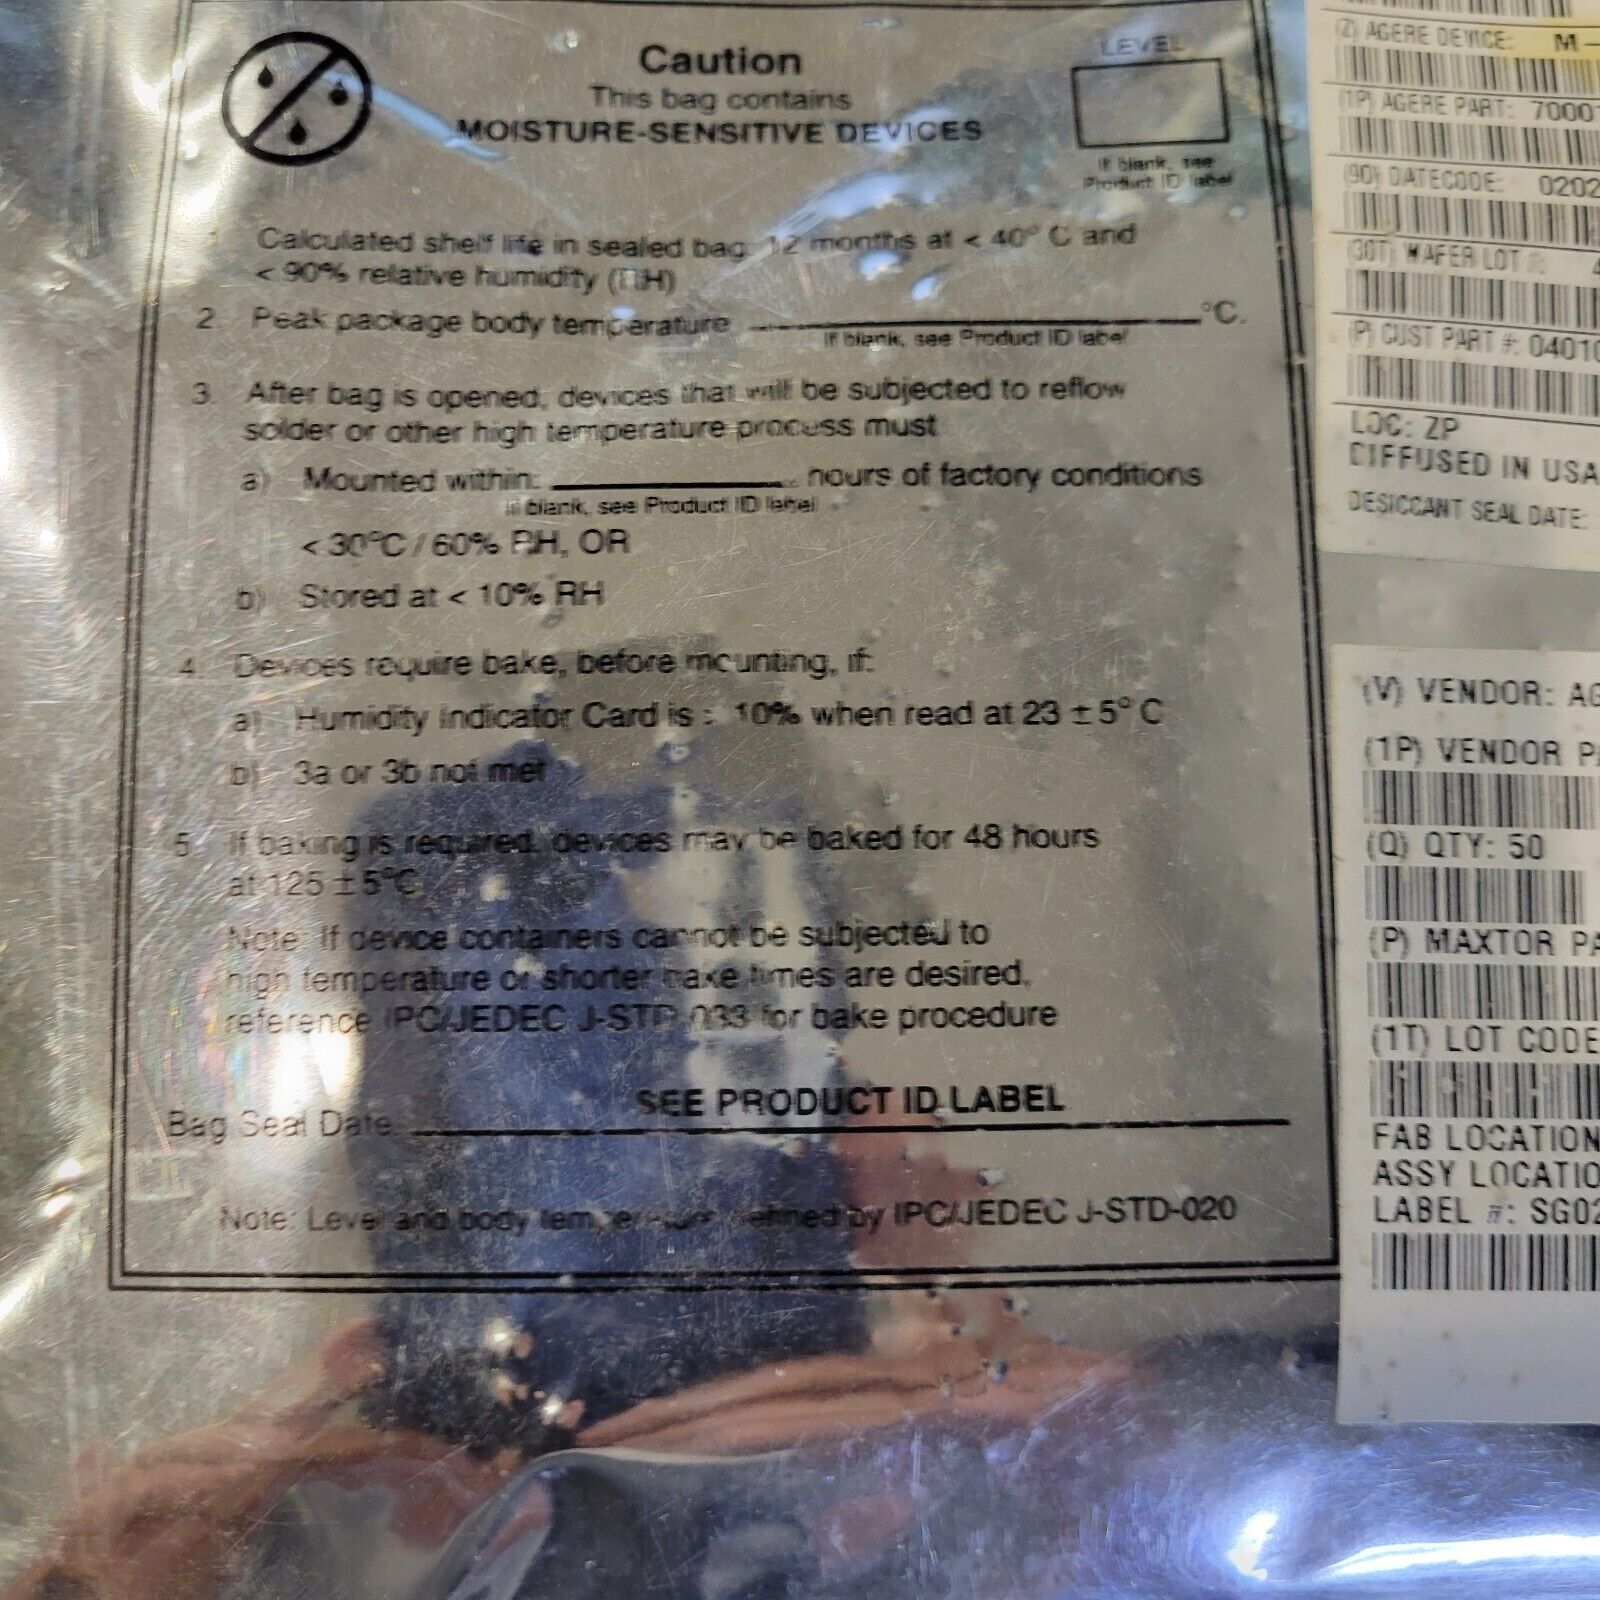 Caution
This bag contains
MOISTURE-SENSITIVE DEVICES
LEVEL
If blank, see
Product ID label
1. Calculated shelf life in sealed bag: 12 months at < 40° C and
< 90% relative humidity (RH)
2. Peak package body temperature °C.
If blank, see Product ID label
3. After bag is opened, devices that will be subjected to reflow
solder or other high temperature process must
a) Mounted within: hours of factory conditions
If blank, see Product ID label
< 30°C / 60% RH, OR
b) Stored at < 10% RH
4. Devices require bake, before mounting, if:
a) Humidity Indicator Card is : 10% when read at 23 ± 5° C
b) 3a or 3b not met
5. If baking is required, devices may be baked for 48 hours
at 125 ± 5°C
Note: If device containers cannot be subjected to
high temperature or shorter bake times are desired,
reference IPC/JEDEC J-STD-033 for bake procedure
SEE PRODUCT ID LABEL
Bag Seal Date:
Note: Level and body temperature defined by IPC/JEDEC J-STD-020
(Z) AGERE DEVICE: M-
(1P) AGERE PART: 7000
(9D) DATECODE: 0202
(30T) WAFER LOT 4
(P) CUST PART #: 04010
LOC: ZP
DIFFUSED IN USA
DESICCANT SEAL DATE:
(V) VENDOR: AG
(1P) VENDOR PA
(Q) QTY: 50
(P) MAXTOR PA
(1T) LOT CODE
FAB LOCATION
ASSY LOCATIO
LABEL #: SG02